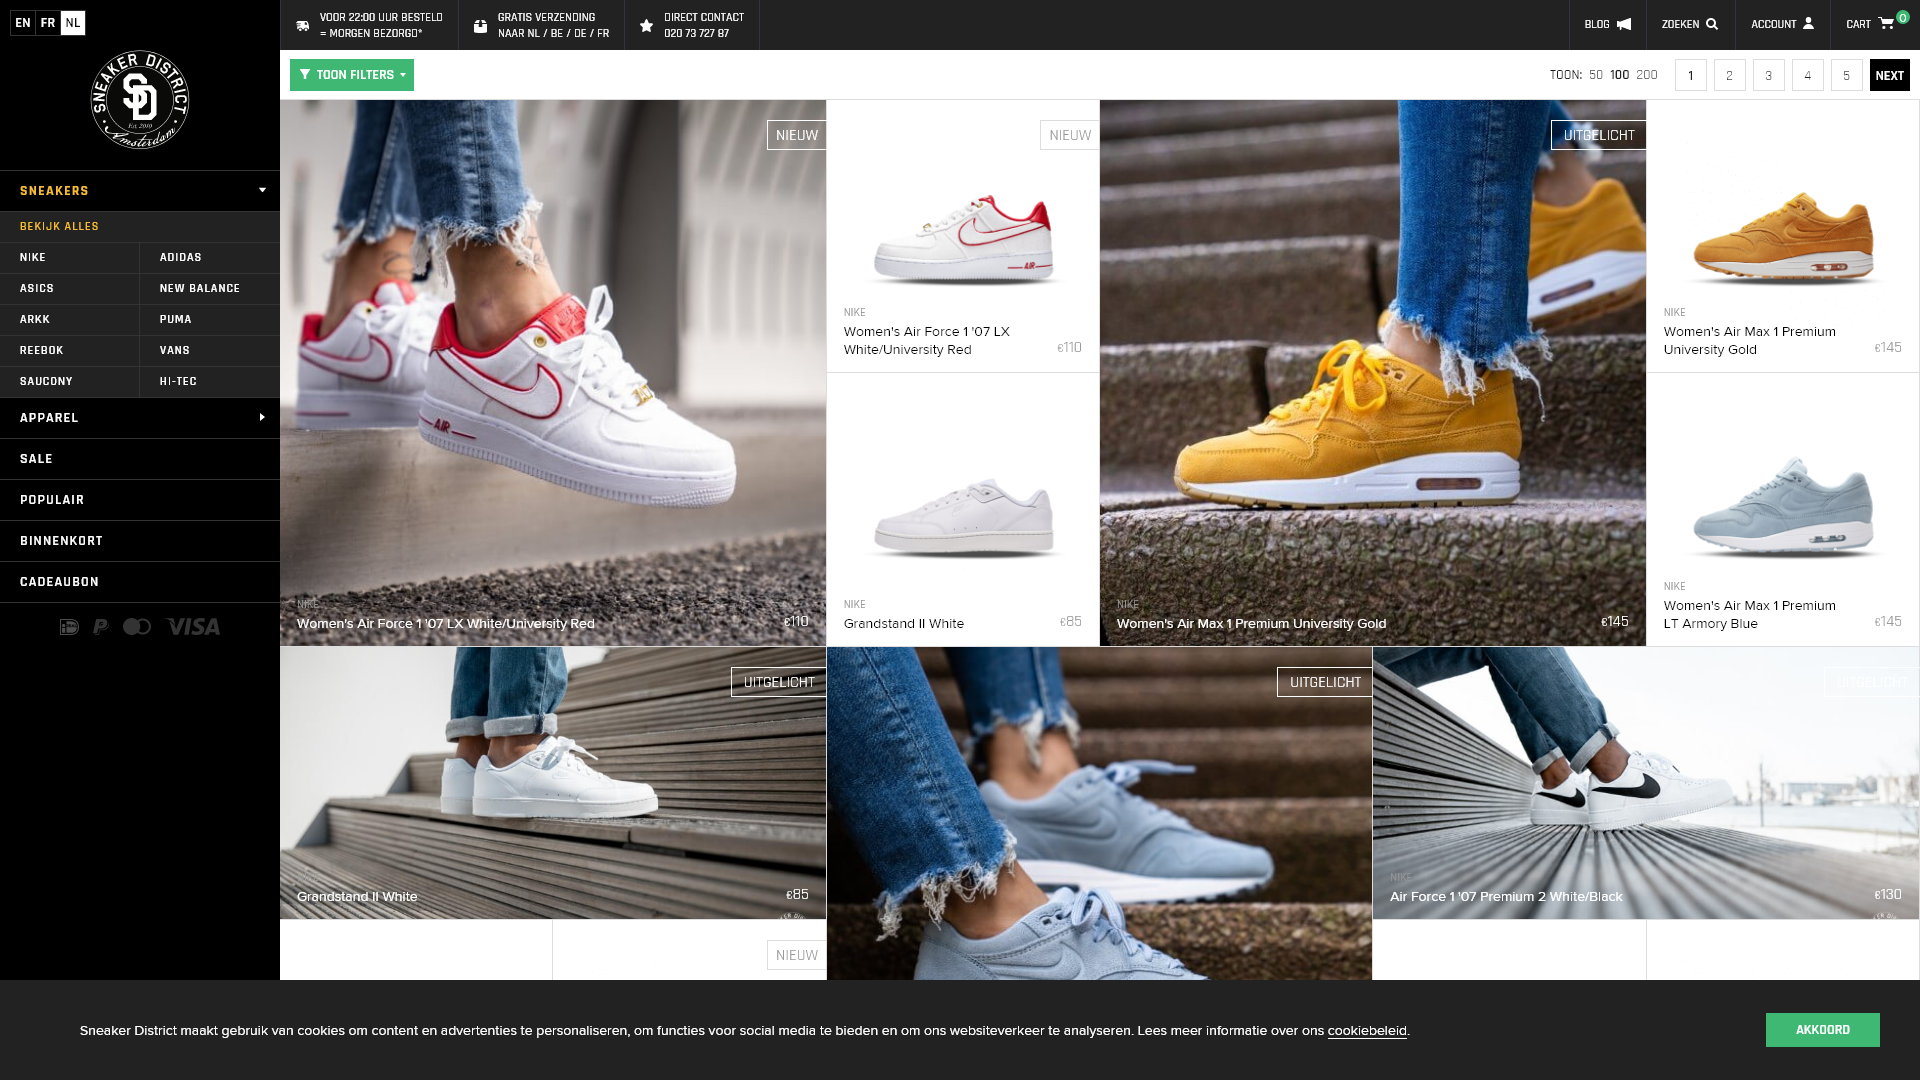 EN FR NL
SNEAKER DISTRICT
SD
Est. 2010
Amsterdam
SNEAKERS
BEKIJK ALLES
NIKE
ADIDAS
ASICS
NEW BALANCE
ARKK
PUMA
REEBOK
VANS
SAUCONY
HI-TEC
APPAREL
SALE
POPULAIR
BINNENKORT
CADEAUBON
VISA
VOOR 22:00 UUR BESTELD
= MORGEN BEZORGD*
GRATIS VERZENDING
NAAR NL / BE / DE / FR
DIRECT CONTACT
020 73 727 87
BLOG
ZOEKEN
ACCOUNT
CART
0
TOON FILTERS
TOON: 50 100 200
1 2 3 4 5 NEXT
NIEUW
AIR
NIKE
Women's Air Force 1 '07 LX White/University Red
€110
NIEUW
AIR
NIKE
Women's Air Force 1 '07 LX
White/University Red
€110
NIKE
Grandstand II White
€85
UITGELICHT
NIKE
Women's Air Max 1 Premium University Gold
€145
NIKE
Women's Air Max 1 Premium
University Gold
€145
NIKE
Women's Air Max 1 Premium
LT Armory Blue
€145
UITGELICHT
Grandstand II White
€85
UITGELICHT
UITGELICHT
NIKE
Air Force 1 '07 Premium 2 White/Black
€130
NIEUW
Sneaker District maakt gebruik van cookies om content en advertenties te personaliseren, om functies voor social media te bieden en om ons websiteverkeer te analyseren. Lees meer informatie over ons cookiebeleid.
AKKOORD